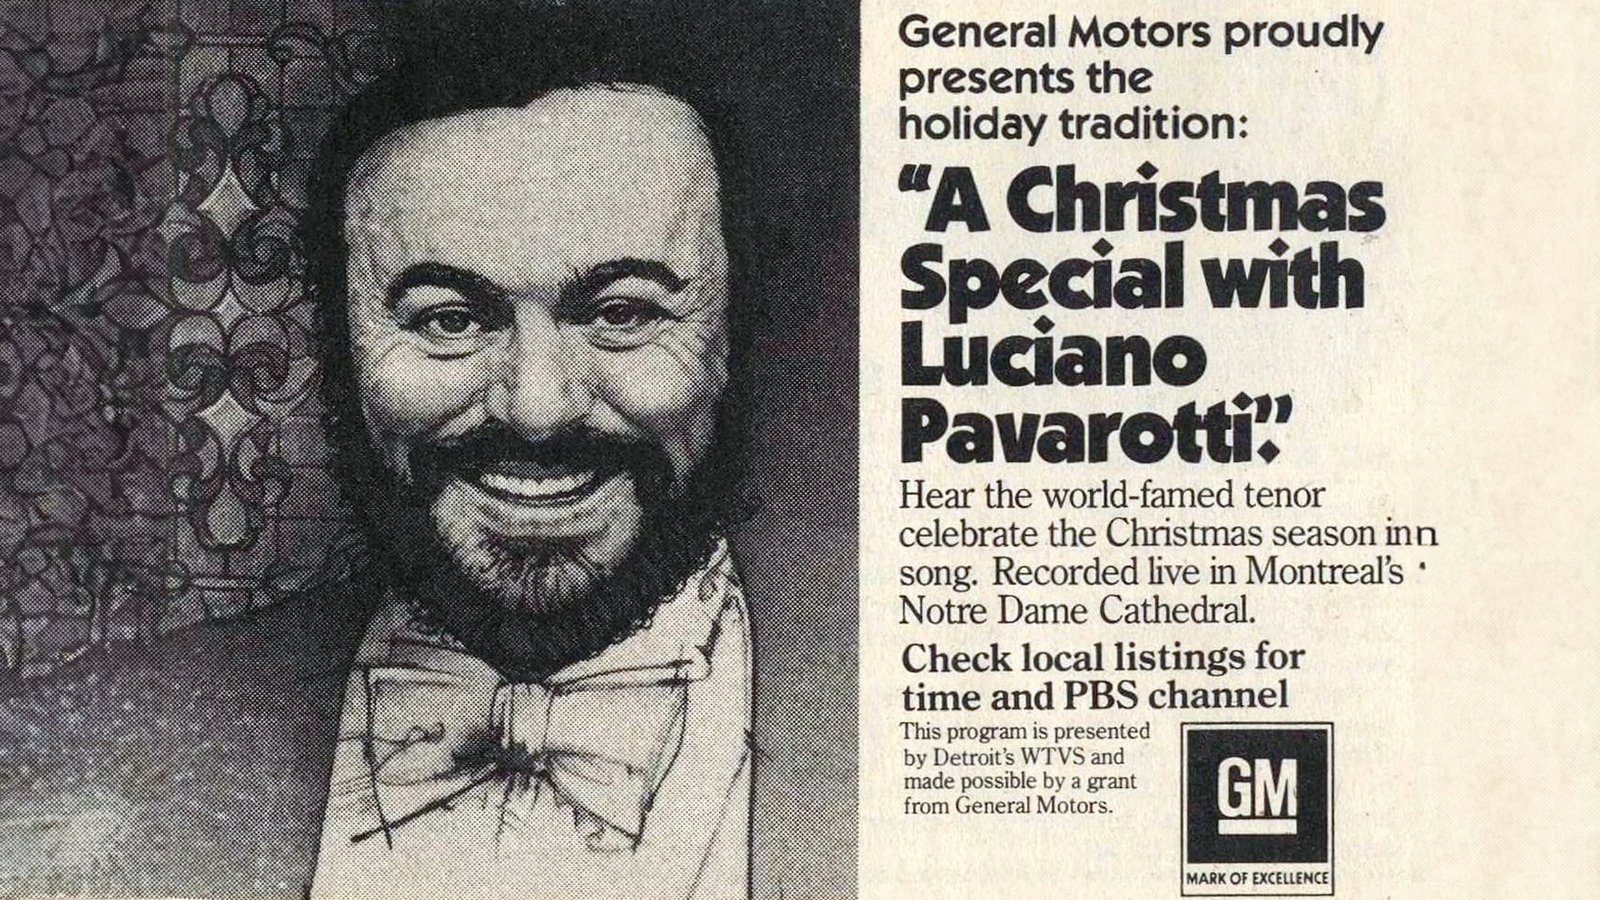 General Motors proudly
presents the
holiday tradition:
“A Christmas
Special with
Luciano
Pavarotti”.
Hear the world-famed tenor
celebrate the Christmas season inn
song. Recorded live in Montreal’s
Notre Dame Cathedral.
Check local listings for
time and PBS channel
This program is presented
by Detroit’s WTVS and
made possible by a grant
from General Motors.
GM
MARK OF EXCELLENCE